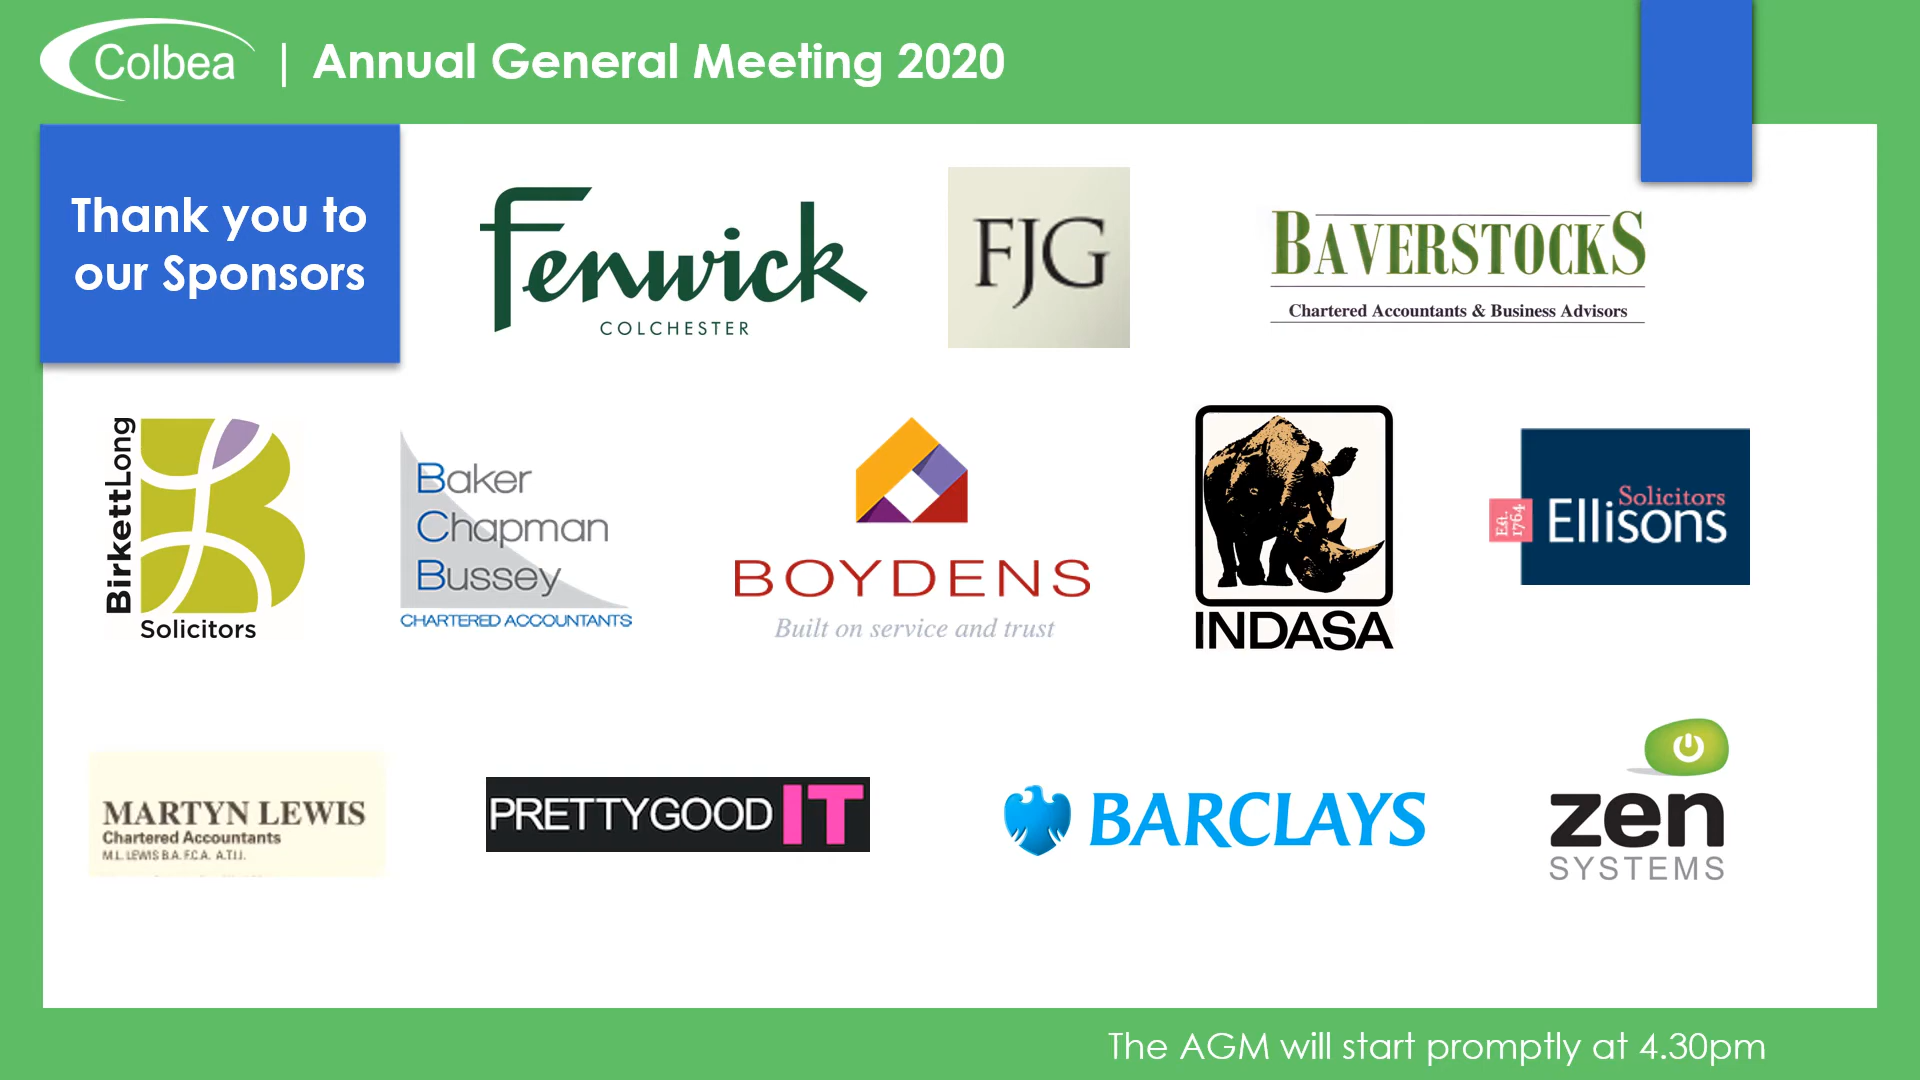 Colbea | Annual General Meeting 2020
Thank you to
our Sponsors
Fenwick
COLCHESTER
FJG
BAVERSTOCKS
Chartered Accountants & Business Advisors
BirkettLong
Solicitors
Baker
Chapman
Bussey
CHARTERED ACCOUNTANTS
BOYDENS
Built on service and trust
INDASA
Est. 1764
Solicitors
Ellisons
MARTYN LEWIS
Chartered Accountants
M.L. LEWIS B.A. F.C.A. A.T.I.I.
PRETTYGOOD IT
BARCLAYS
zen
SYSTEMS
The AGM will start promptly at 4.30pm